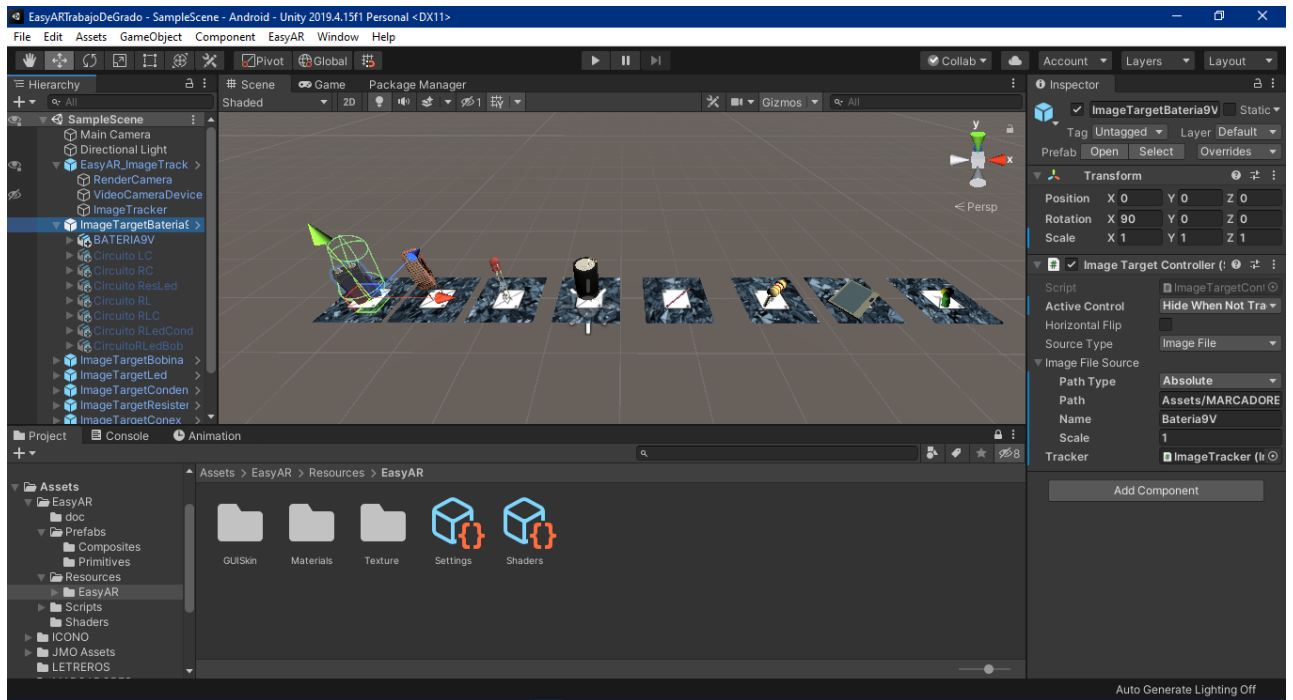 EasyARTrabajoDeGrado - SampleScene - Android - Unity 2019.4.15f1 Personal <DX11>
File Edit Assets GameObject Component EasyAR Window Help
Pivot Global Collab Account Layers Layout
Hierarchy
All
SampleScene
Main Camera
Directional Light
EasyAR_ImageTrack
RenderCamera
VideoCameraDevice
ImageTracker
ImageTargetBateria9
BATERIA9V
Circuito LC
Circuito RC
Circuito ResLed
Circuito RL
Circuito RLC
Circuito RLedCond
CircuitoRLedBob
ImageTargetBobina
ImageTargetLed
ImageTargetConden
ImageTargetResister
ImageTargetConex
Scene Game Package Manager
Shaded 2D 1 Gizmos All
y
x
Persp
Inspector
ImageTargetBateria9V Static
Tag Untagged Layer Default
Prefab Open Select Overrides
Transform
Position X 0 Y 0 Z 0
Rotation X 90 Y 0 Z 0
Scale X 1 Y 1 Z 1
Image Target Controller (
Script ImageTargetCont
Active Control Hide When Not Tra
Horizontal Flip
Source Type Image File
Image File Source
Path Type Absolute
Path Assets/MARCADORE
Name Bateria9V
Scale 1
Tracker ImageTracker (I
Add Component
Project Console Animation
8
Assets
EasyAR
doc
Prefabs
Composites
Primitives
Resources
EasyAR
Scripts
Shaders
ICONO
JMO Assets
LETREROS
Assets > EasyAR > Resources > EasyAR
GUISkin Materials Texture Settings Shaders
Auto Generate Lighting Off